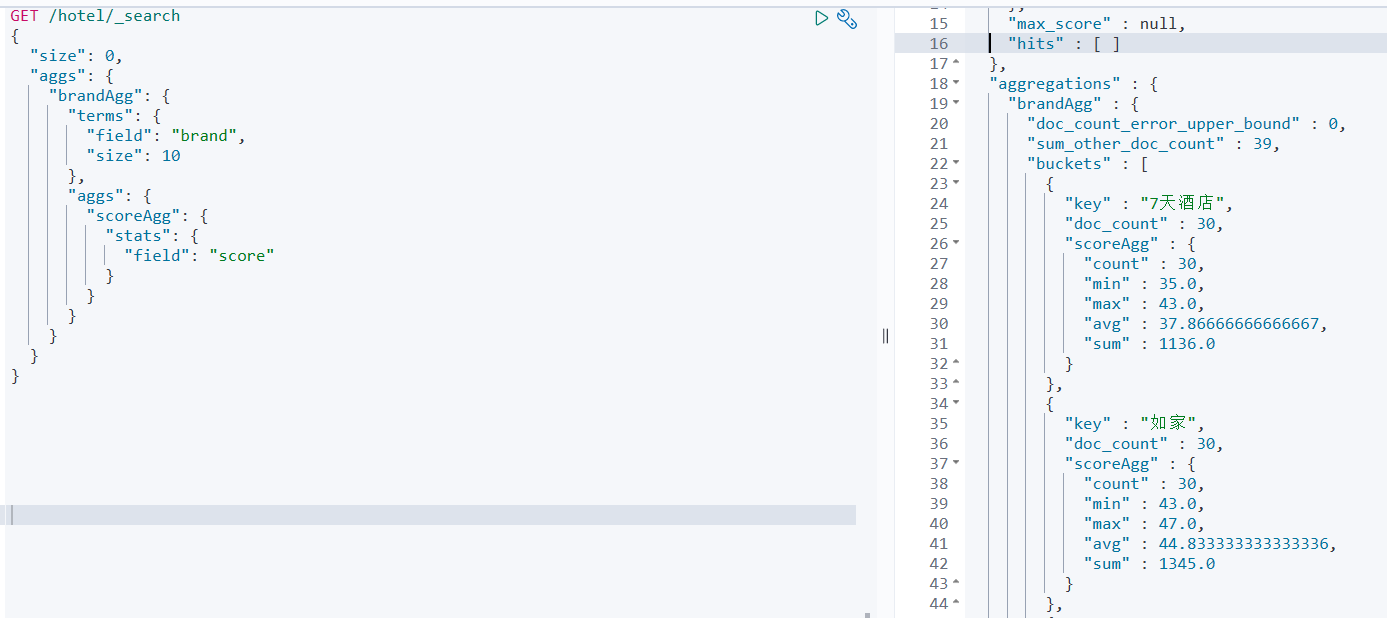 GET /hotel/_search
{
  "size": 0,
  "aggs": {
    "brandAgg": {
      "terms": {
        "field": "brand",
        "size": 10
      },
      "aggs": {
        "scoreAgg": {
          "stats": {
            "field": "score"
          }
        }
      }
    }
  }
}
15 "max_score" : null,
16 "hits" : [ ]
17 },
18 "aggregations" : {
19 "brandAgg" : {
20 "doc_count_error_upper_bound" : 0,
21 "sum_other_doc_count" : 39,
22 "buckets" : [
23 {
24 "key" : "7天酒店",
25 "doc_count" : 30,
26 "scoreAgg" : {
27 "count" : 30,
28 "min" : 35.0,
29 "max" : 43.0,
30 "avg" : 37.86666666666667,
31 "sum" : 1136.0
32 }
33 },
34 {
35 "key" : "如家",
36 "doc_count" : 30,
37 "scoreAgg" : {
38 "count" : 30,
39 "min" : 43.0,
40 "max" : 47.0,
41 "avg" : 44.833333333333336,
42 "sum" : 1345.0
43 }
44 },